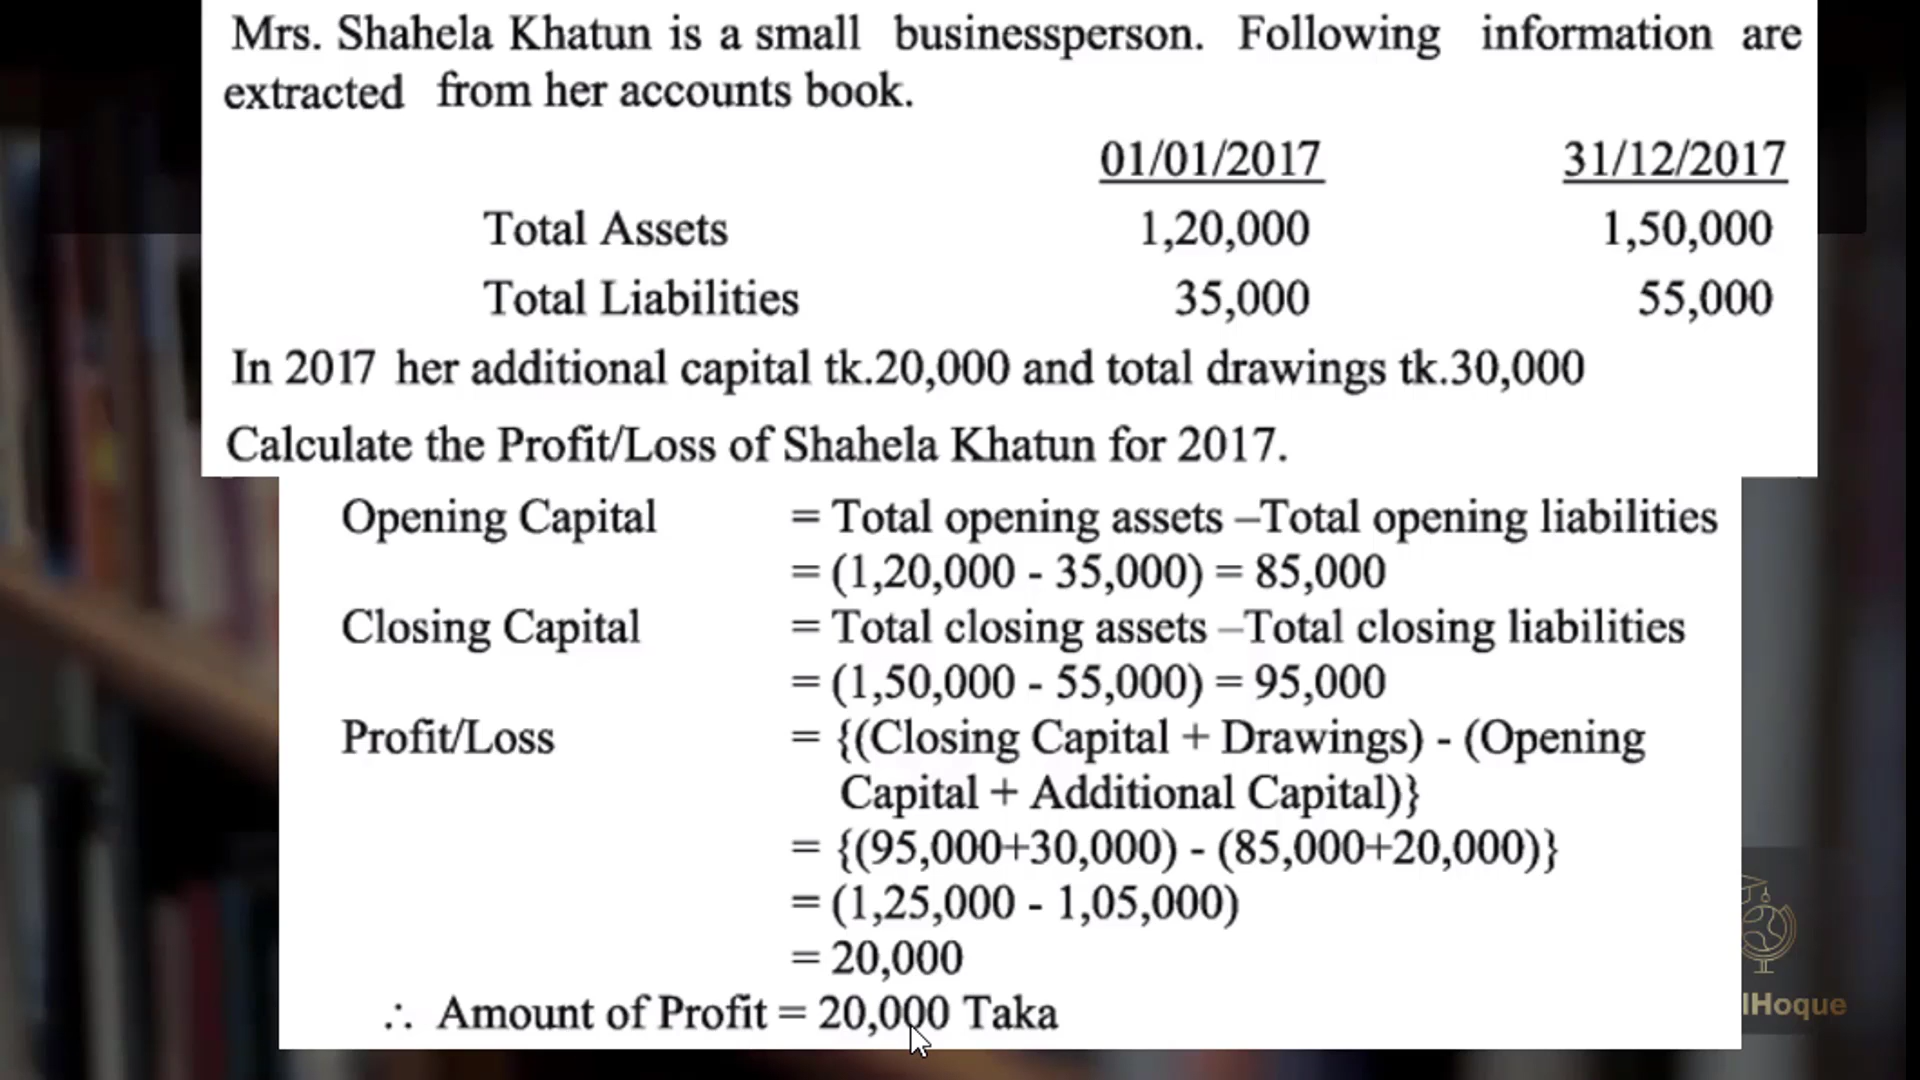 Mrs. Shahela Khatun is a small businessperson. Following information are
extracted from her accounts book.
01/01/2017 31/12/2017
Total Assets 1,20,000 1,50,000
Total Liabilities 35,000 55,000
In 2017 her additional capital tk.20,000 and total drawings tk.30,000
Calculate the Profit/Loss of Shahela Khatun for 2017.
Opening Capital = Total opening assets –Total opening liabilities
= (1,20,000 - 35,000) = 85,000
Closing Capital = Total closing assets –Total closing liabilities
= (1,50,000 - 55,000) = 95,000
Profit/Loss = {(Closing Capital + Drawings) - (Opening
Capital + Additional Capital)}
= {(95,000+30,000) - (85,000+20,000)}
= (1,25,000 - 1,05,000)
= 20,000
∴ Amount of Profit = 20,000 Taka
lHoque